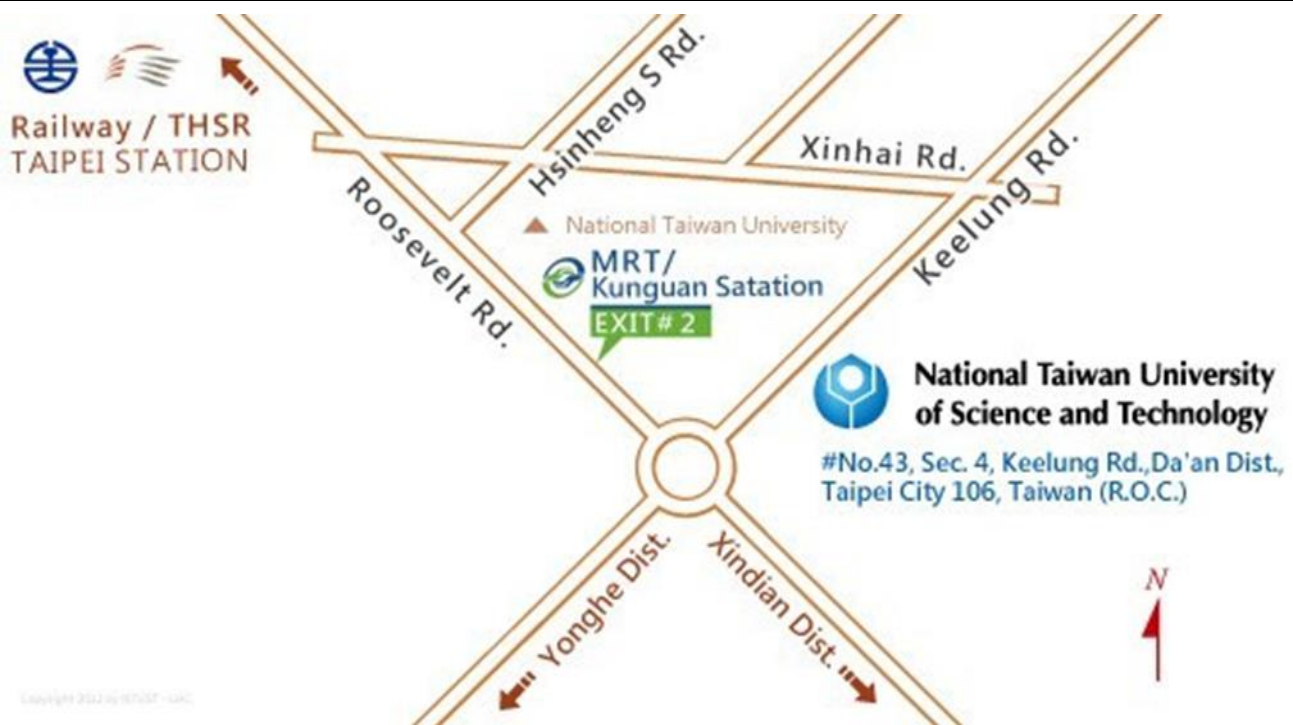 Railway / THSR
TAIPEI STATION
Hsinheng S Rd.
Xinhai Rd.
Keelung Rd.
Roosevelt Rd.
National Taiwan University
MRT/
Kunguan Satation
EXIT# 2
National Taiwan University
of Science and Technology
#No.43, Sec. 4, Keelung Rd.,Da'an Dist.,
Taipei City 106, Taiwan (R.O.C.)
Yonghe Dist.
Xindian Dist.
N